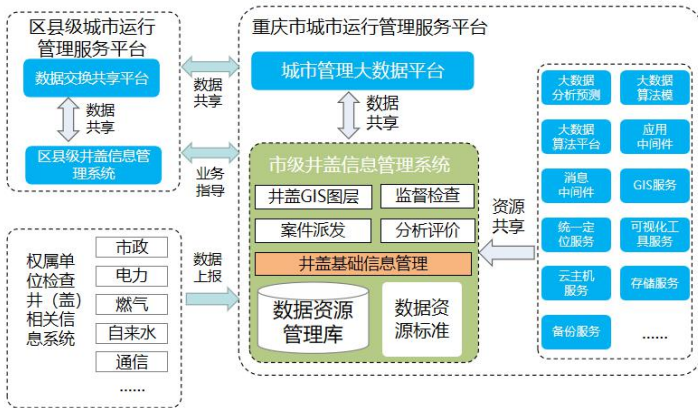 区县级城市运行
管理服务平台
数据交换共享平台
数据
共享
区县级井盖信息管
理系统
数据
共享
业务
指导
重庆市城市运行管理服务平台
城市管理大数据平台
数据
共享
市级井盖信息管理系统
井盖GIS图层
监督检查
案件派发
分析评价
井盖基础信息管理
数据资源
管理库
数据资
源标准
资源
共享
大数据
分析预测
大数据
算法模
大数据
算法平台
应用
中间件
消息
中间件
GIS服务
统一定
位服务
可视化工
具服务
云主机
服务
存储服务
备份服务
......
权属单
位检查
井（盖）
相关信
息系统
市政
电力
燃气
自来水
通信
......
数据
上报